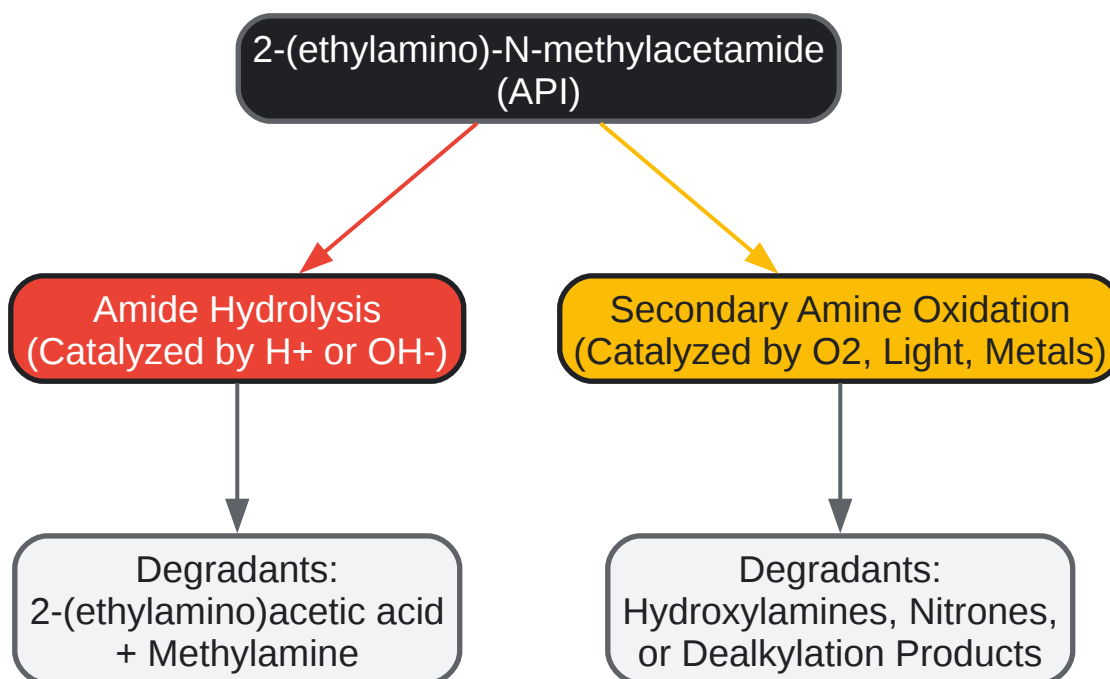 2-(ethylamino)-N-methylacetamide
(API)
Amide Hydrolysis
(Catalyzed by H+ or OH-)
Secondary Amine Oxidation
(Catalyzed by O2, Light, Metals)
Degradants:
2-(ethylamino)acetic acid
+ Methylamine
Degradants:
Hydroxylamines, Nitrones,
or Dealkylation Products